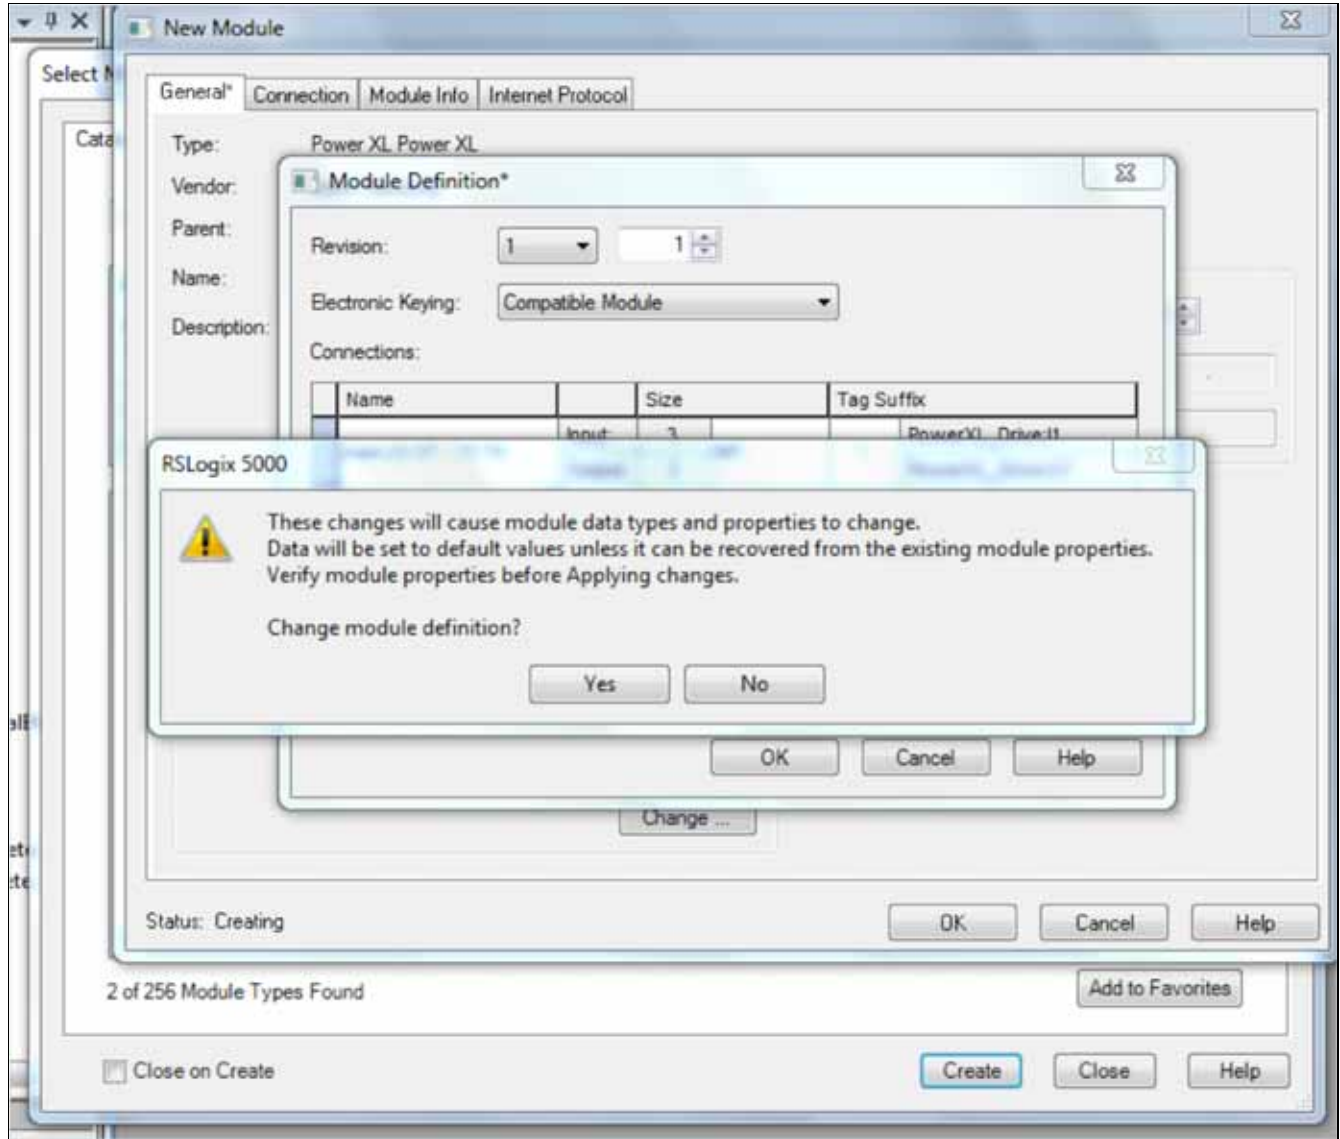 New Module
Select
General* Connection Module Info Internet Protocol
Type: Power XL Power XL
Vendor:
Parent:
Name:
Description:
Module Definition*
Revision: 1 1
Electronic Keying: Compatible Module
Connections:
Name Size Tag Suffix
Input: 3 PowerXL_Drive:I1
RSLogix 5000
These changes will cause module data types and properties to change.
Data will be set to default values unless it can be recovered from the existing module properties.
Verify module properties before Applying changes.
Change module definition?
Yes No
OK Cancel Help
Change ...
Status: Creating
OK Cancel Help
2 of 256 Module Types Found
Add to Favorites
Close on Create
Create Close Help